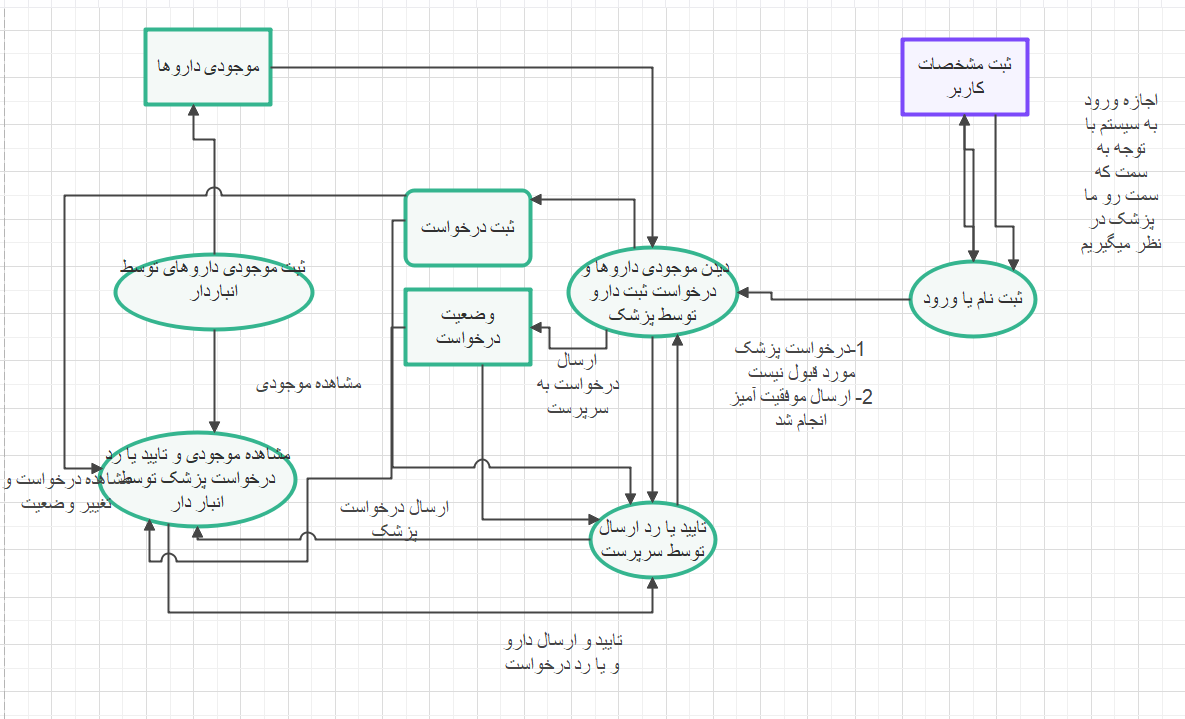 موجودی داروها
ثبت مشخصات
کاربر
اجازه ورود
به سیستم با
توجه به
سمت که
سمت رو ما
پزشک در
نظر میگیریم
ثبت درخواست
ثبت موجودی داروهای توسط
انباردار
دیدن موجودی داروها و
درخواست ثبت دارو
توسط پزشک
ثبت نام یا ورود
وضعیت
درخواست
ارسال
درخواست به
سرپرست
1-درخواست پزشک
مورد قبول نیست
2- ارسال موفقیت آمیز
انجام شد
مشاهده موجودی
مشاهده موجودی و تایید یا رد
درخواست پزشک توسط
انبار دار
مشاهده درخواست و
تغییر وضعیت
ارسال درخواست
پزشک
تایید یا رد ارسال
توسط سرپرست
تایید و ارسال دارو
و یا رد درخواست